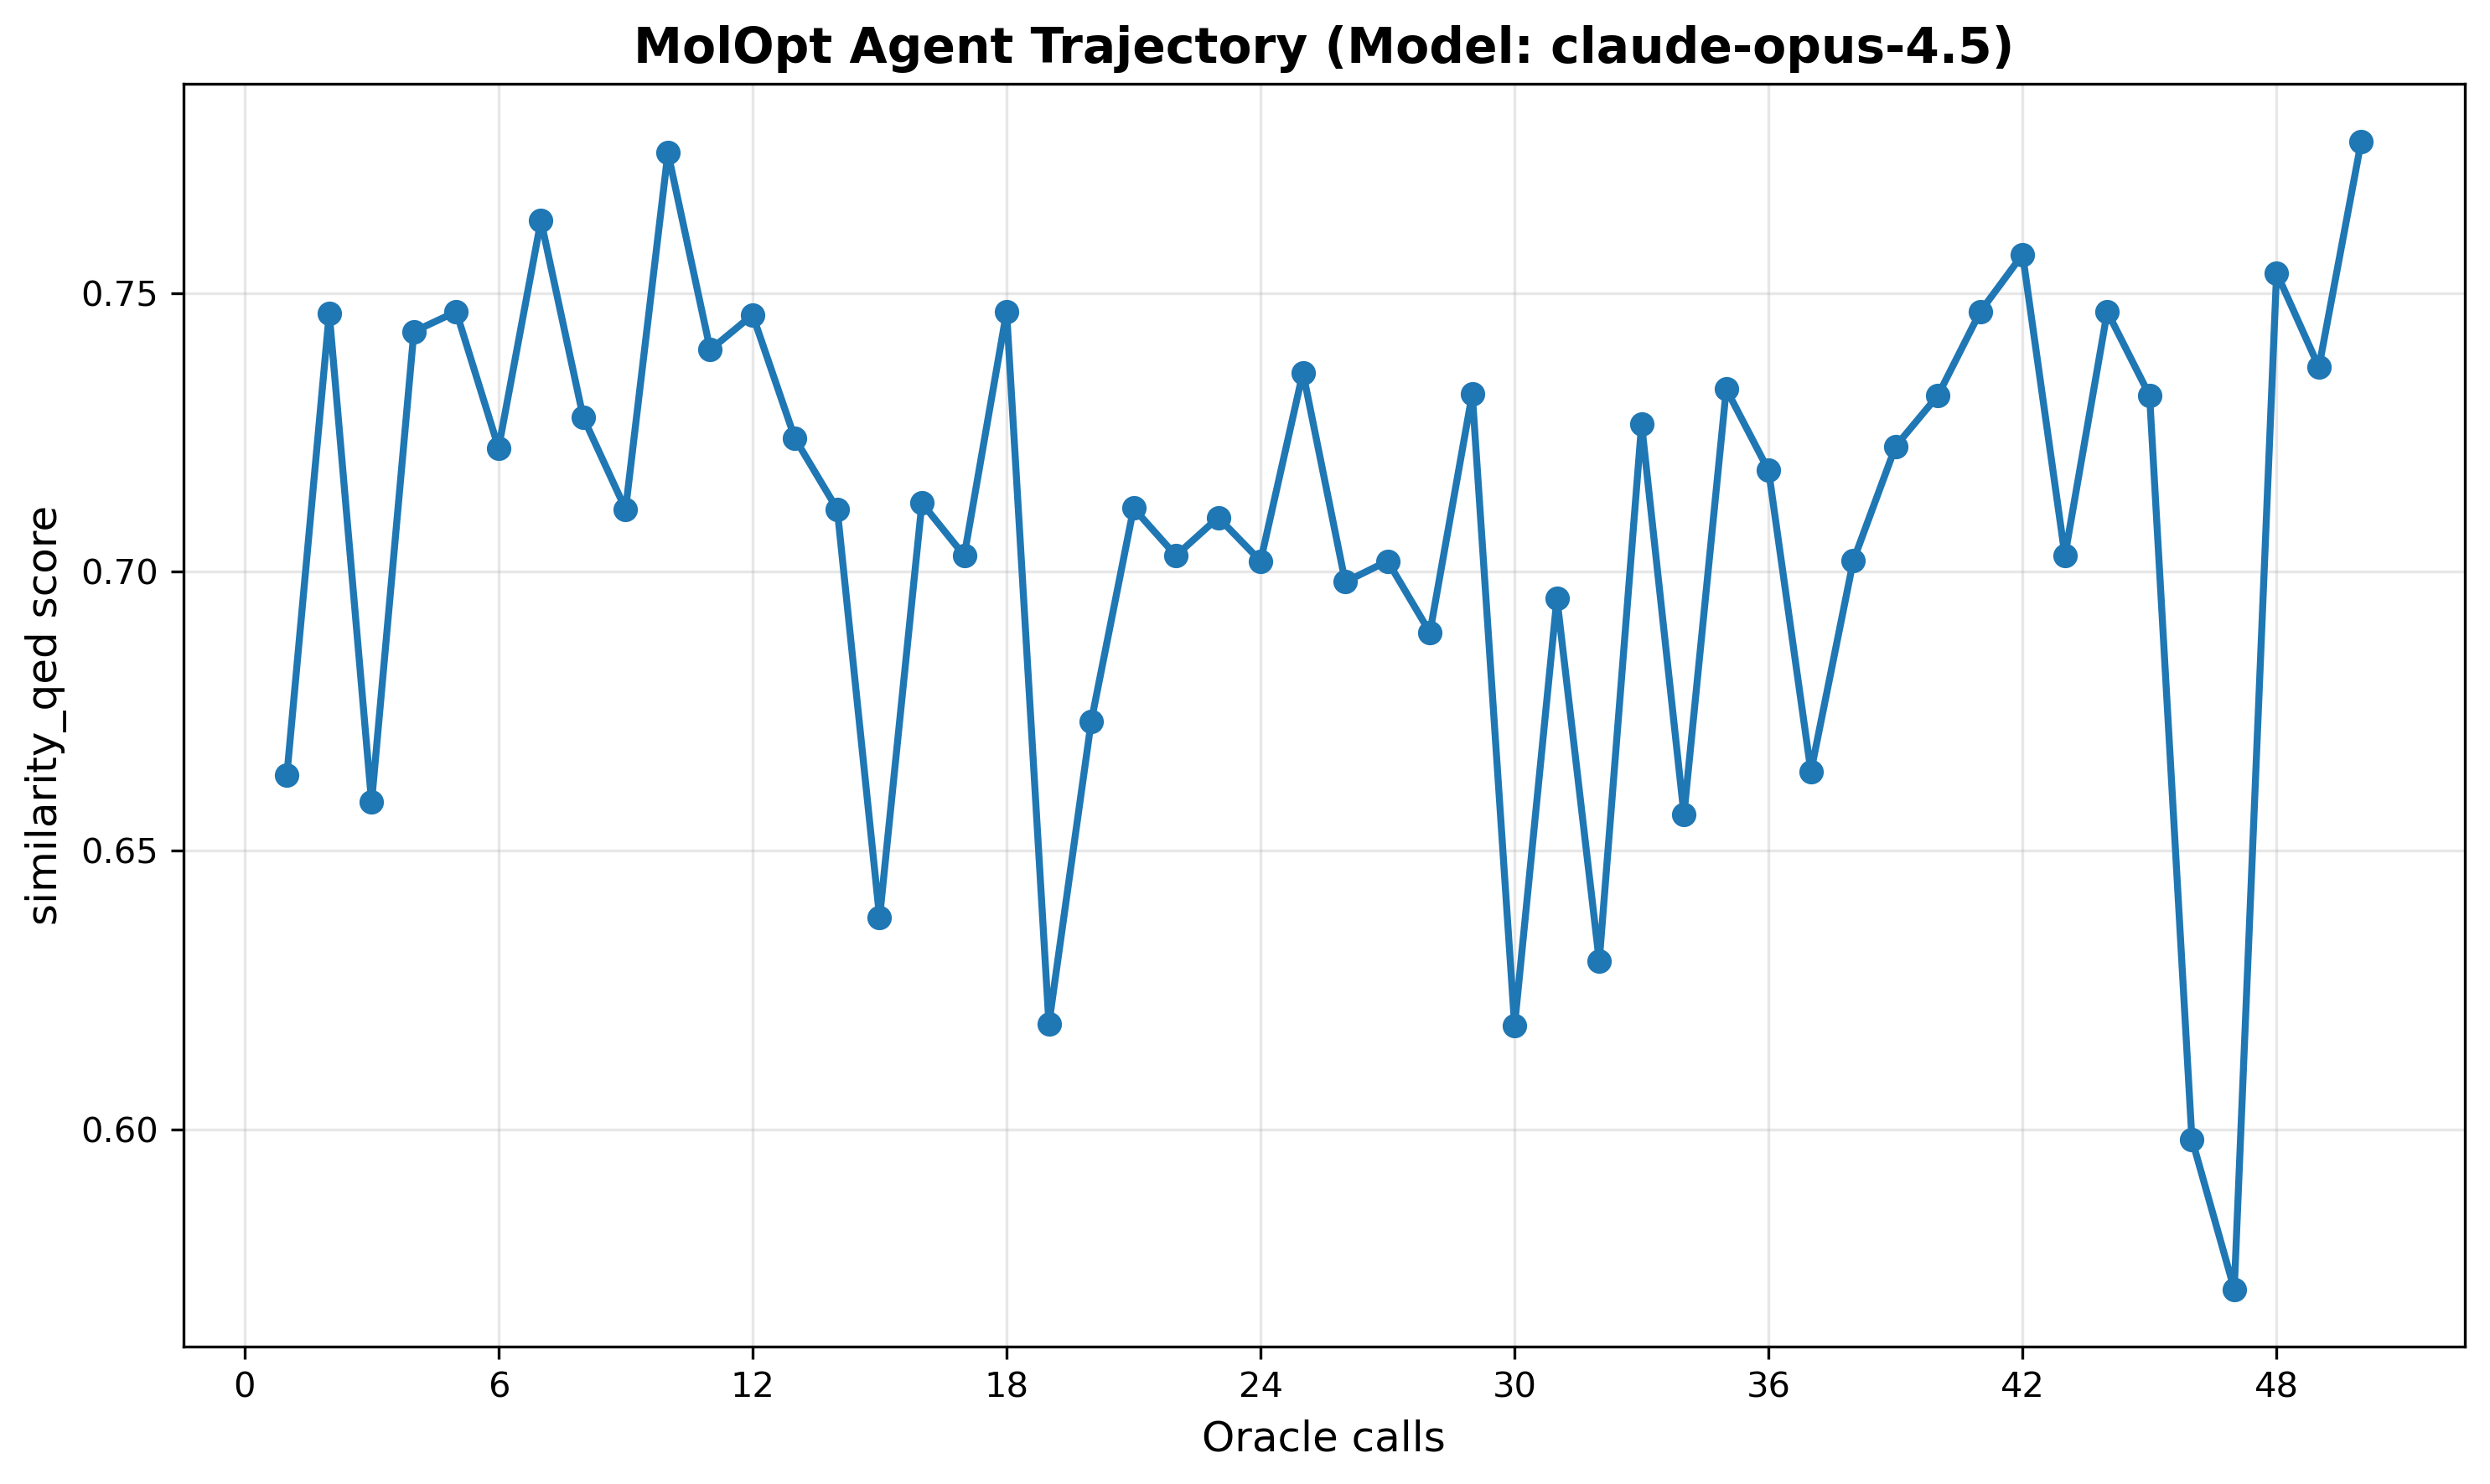 MolOpt Agent Trajectory (Model: claude-opus-4.5)
similarity_qed score
0.75
0.70
0.65
0.60
0 6 12 18 24 30 36 42 48
Oracle calls